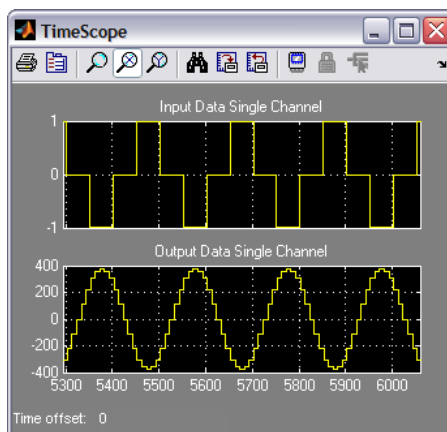 TimeScope
Input Data Single Channel
1
0
-1
Output Data Single Channel
400
200
0
-200
-400
5300 5400 5500 5600 5700 5800 5900 6000
Time offset: 0